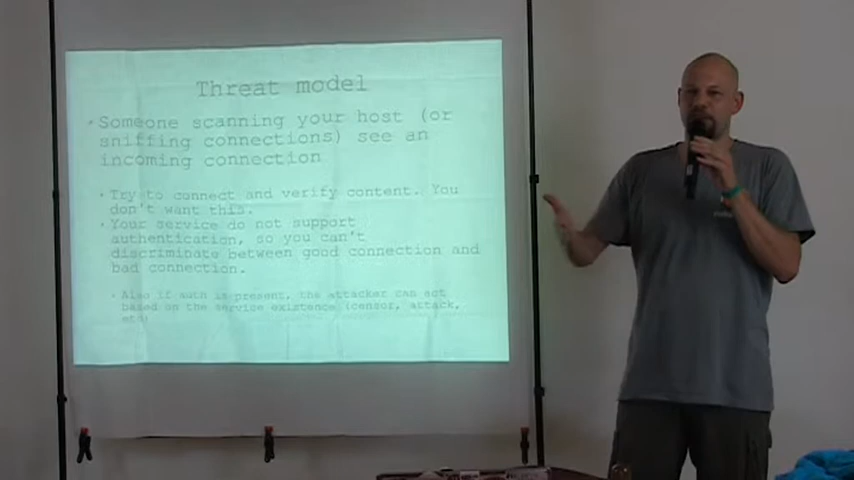 Threat model
Someone scanning your host (or
sniffing connections) see an
incoming connection
Try to connect and verify content. You
don't want this.
Your service do not support
authentication, so you can't
discriminate between good connection and
bad connection.
Also if auth is present, the attacker can act
based on the service existence (censor, attack,
etc)